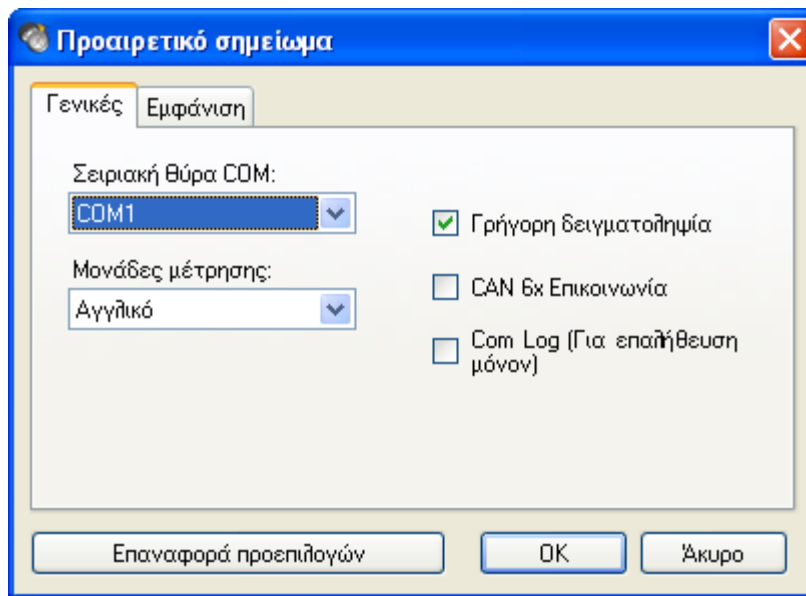 Προαιρετικό σημείωμα
Γενικές
Εμφάνιση
Σειριακή θύρα COM:
COM1
Μονάδες μέτρησης:
Αγγλικό
Γρήγορη δειγματοληψία
CAN 6x Επικοινωνία
Com Log (Για επαλήθευση
μόνον)
Επαναφορά προεπιλογών
OK
Άκυρο